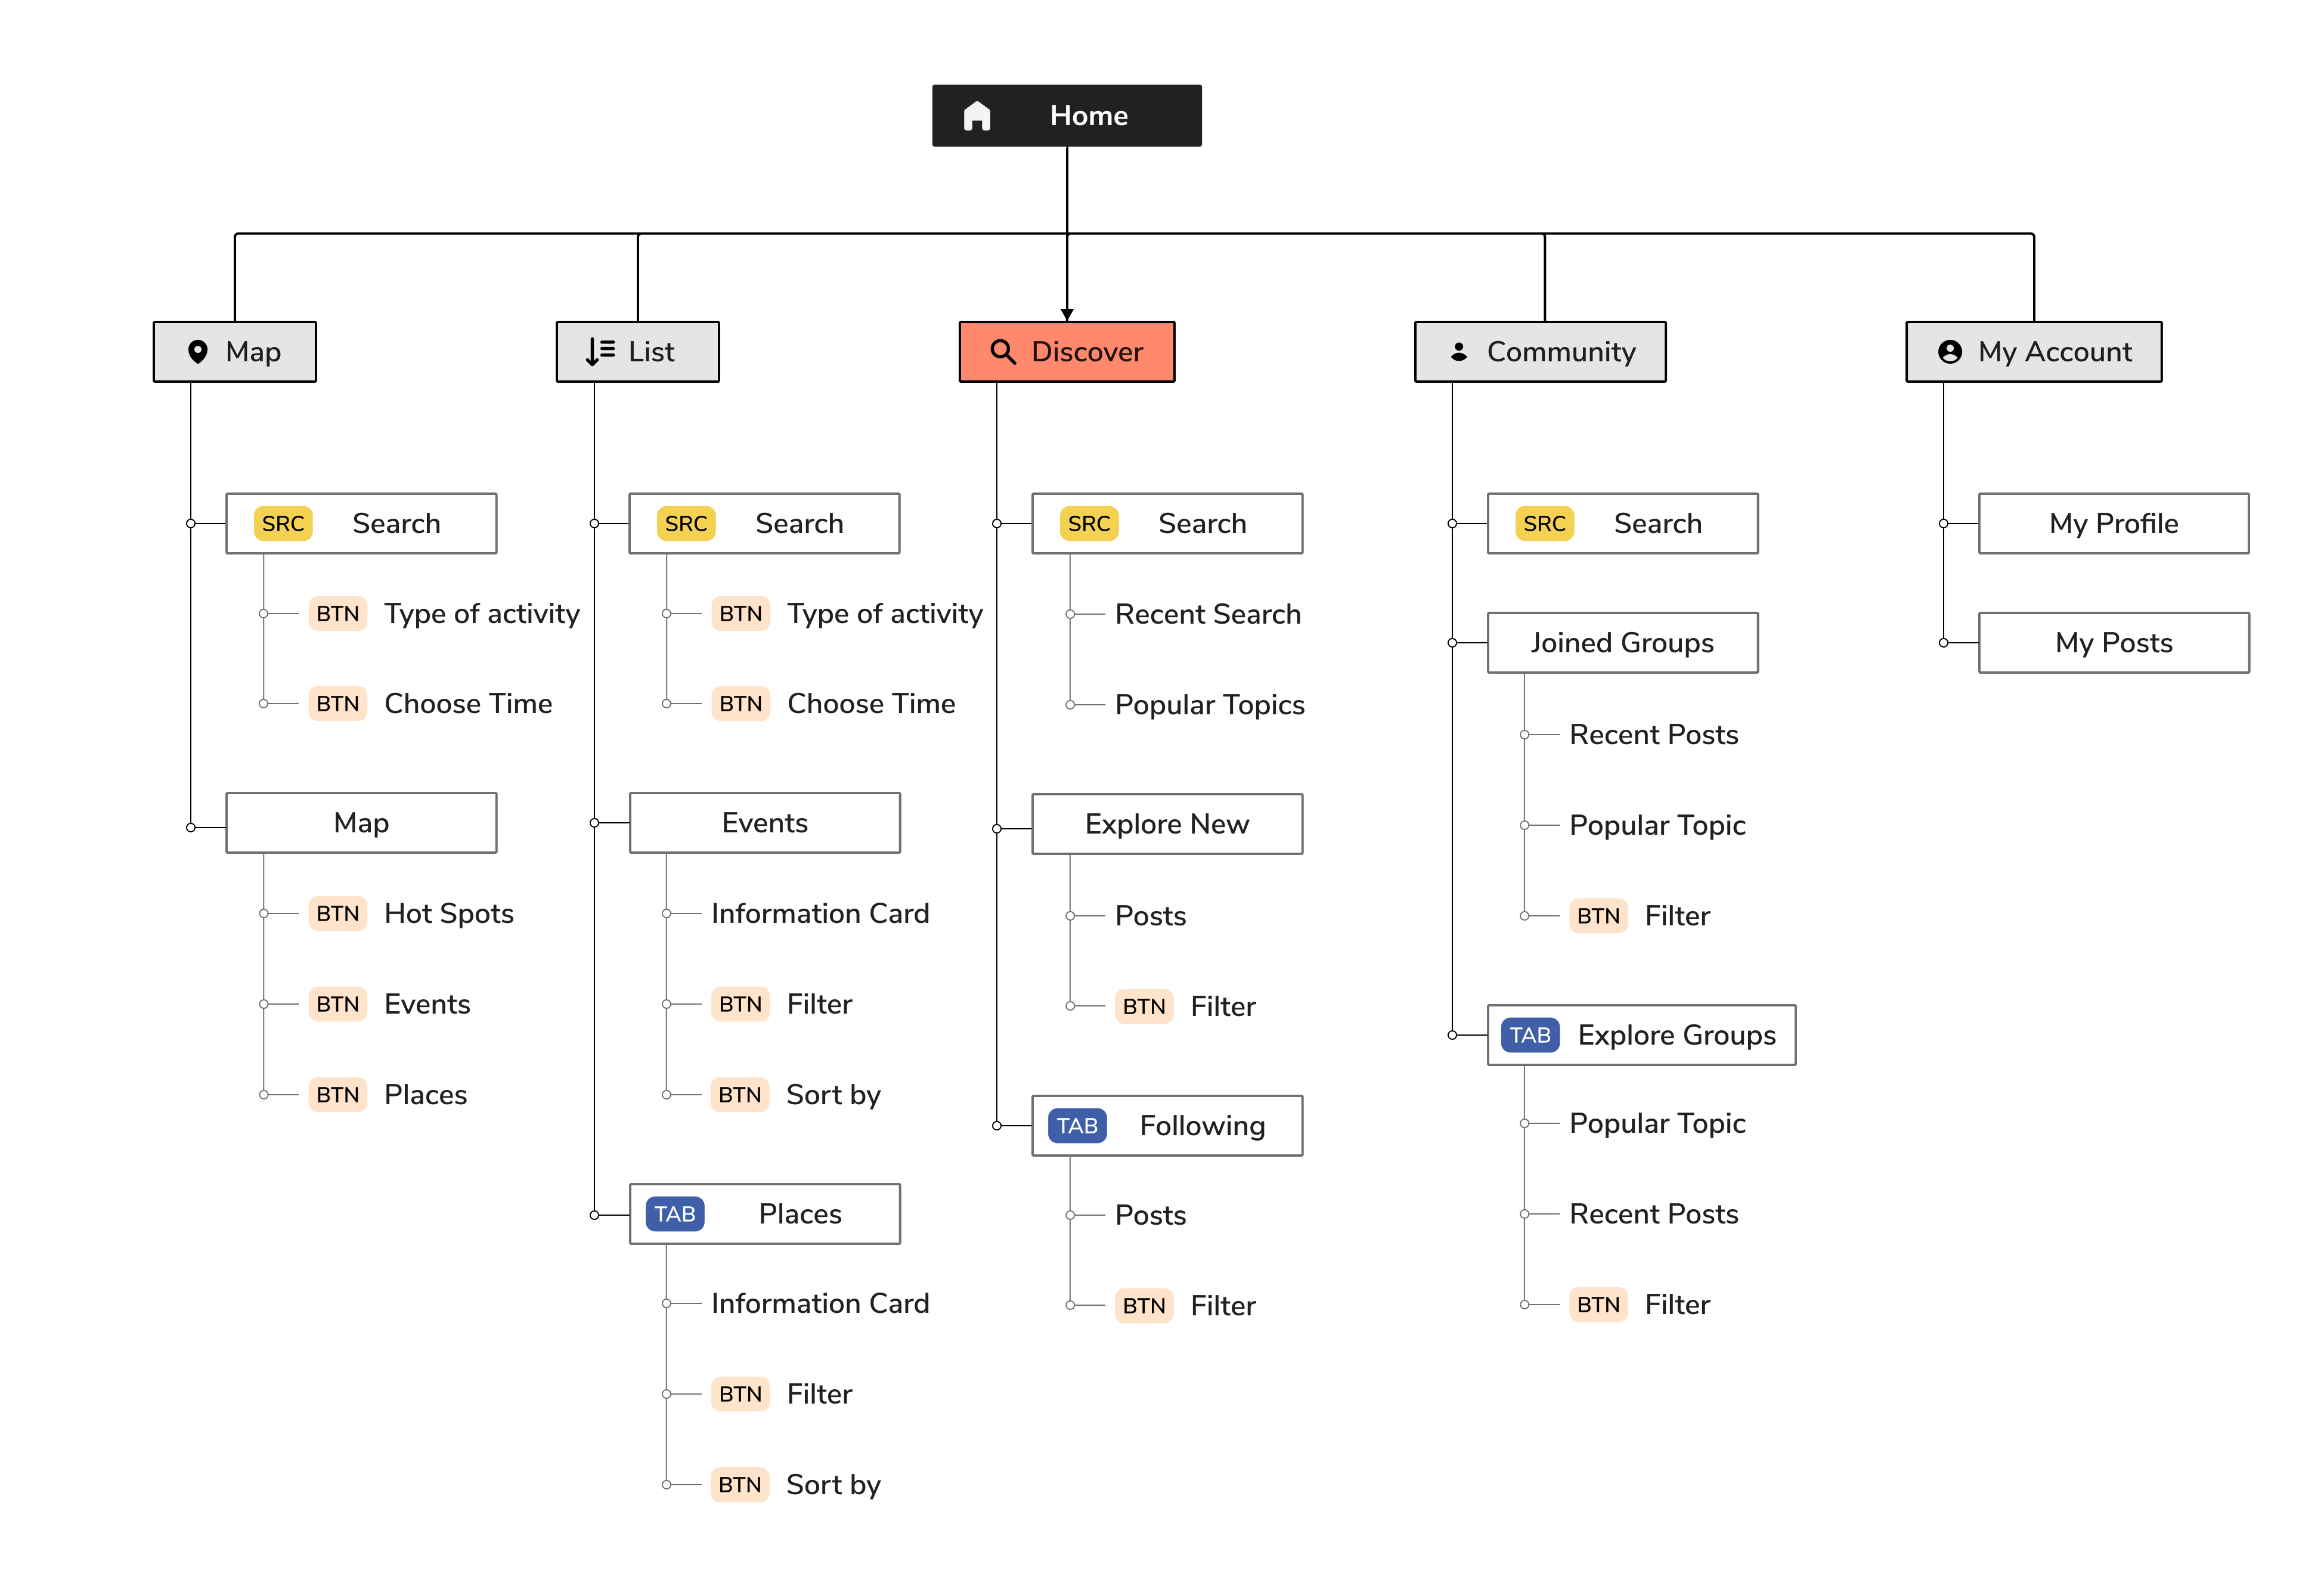 Home
Map
List
Discover
Community
My Account
SRC Search
BTN Type of activity
BTN Choose Time
Map
BTN Hot Spots
BTN Events
BTN Places
SRC Search
BTN Type of activity
BTN Choose Time
Events
Information Card
BTN Filter
BTN Sort by
TAB Places
Information Card
BTN Filter
BTN Sort by
SRC Search
Recent Search
Popular Topics
Explore New
Posts
BTN Filter
TAB Following
Posts
BTN Filter
SRC Search
Joined Groups
Recent Posts
Popular Topic
BTN Filter
TAB Explore Groups
Popular Topic
Recent Posts
BTN Filter
My Profile
My Posts